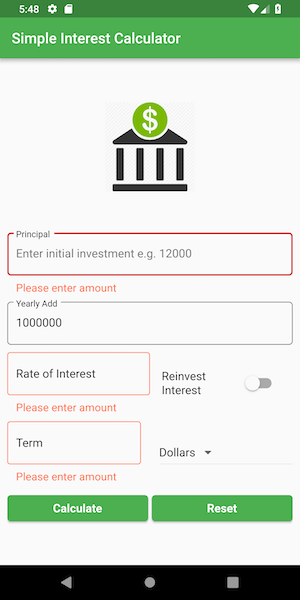 5:48
Simple Interest Calculator
$
Principal
Enter initial investment e.g. 12000
Please enter amount
Yearly Add
1000000
Rate of Interest
Reinvest
Interest
Please enter amount
Term
Dollars
Please enter amount
Calculate
Reset